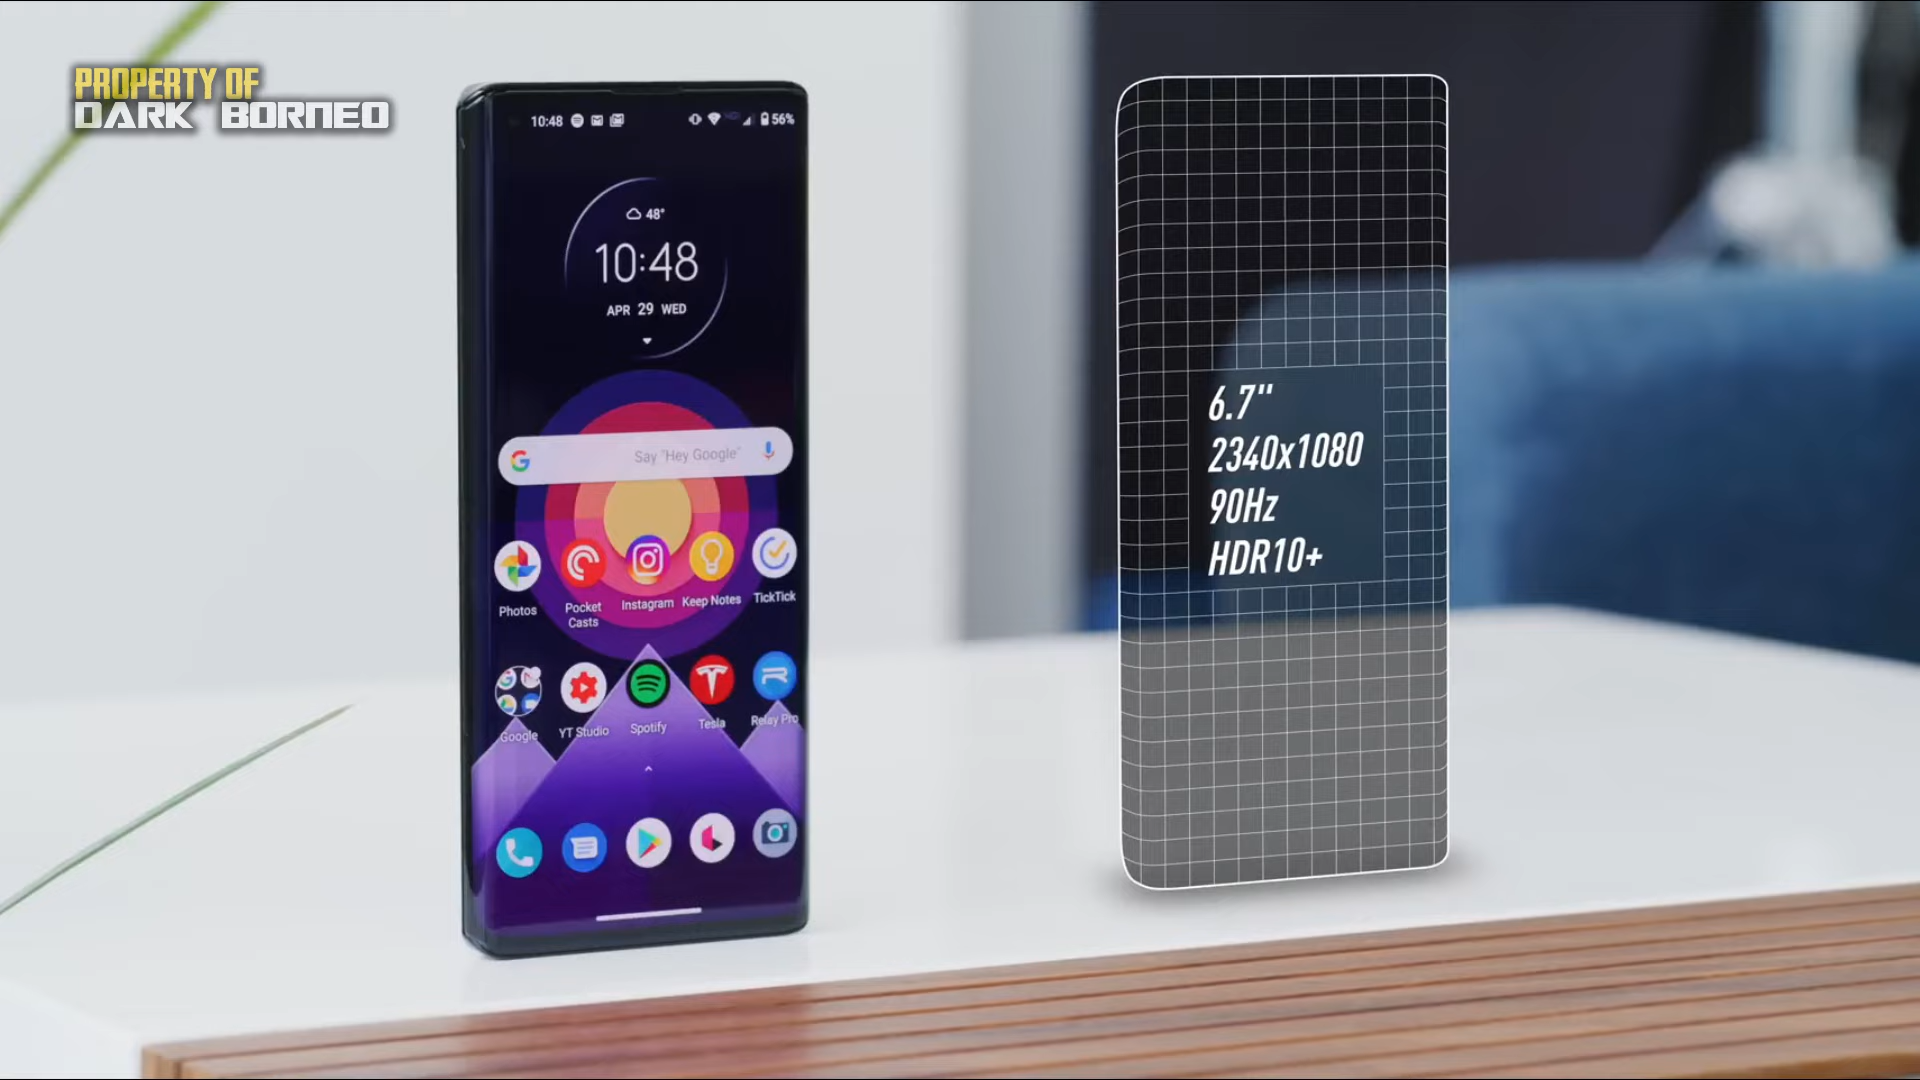 PROPERTY OF
DARK BORNEO
10:48
56%
48°
10:48
APR 29 WED
Say "Hey Google"
Photos
Pocket
Casts
Instagram
Keep Notes
TickTick
Google
YT Studio
Spotify
Tesla
Relay Pro
6.7"
2340x1080
90Hz
HDR10+